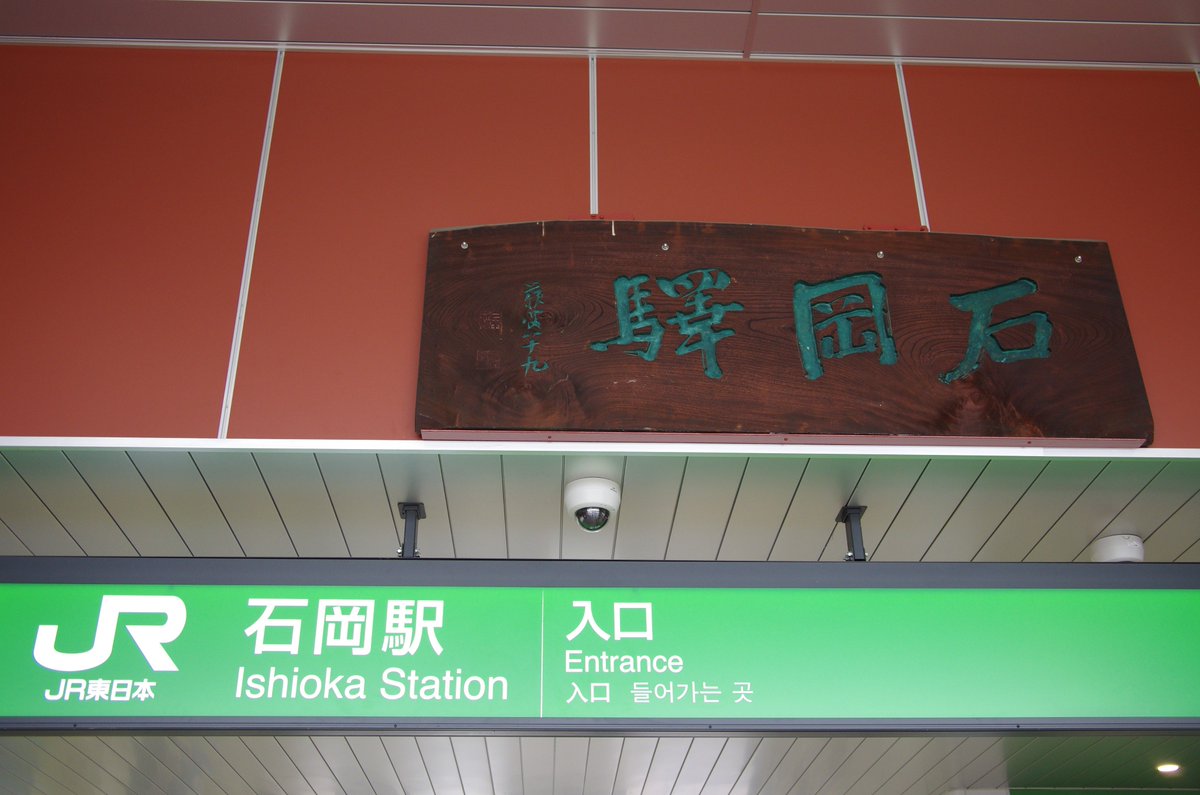 石岡驛
JR
JR東日本
石岡駅
Ishioka Station
入口
Entrance
入口 들어가는 곳